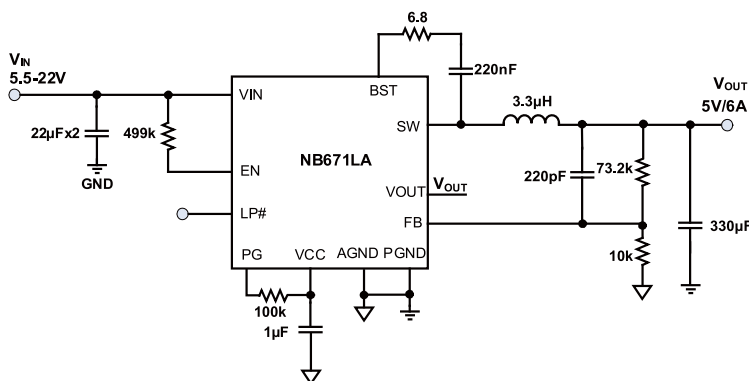 6.8
VIN
5.5-22V
220nF
BST
VOUT
5V/6A
VIN
3.3µH
SW
22µFx2
499k
NB671LA
GND
EN
220pF
73.2k
VOUT
VOUT
LP#
FB
330µF
10k
PG
VCC
AGND
PGND
100k
1µF